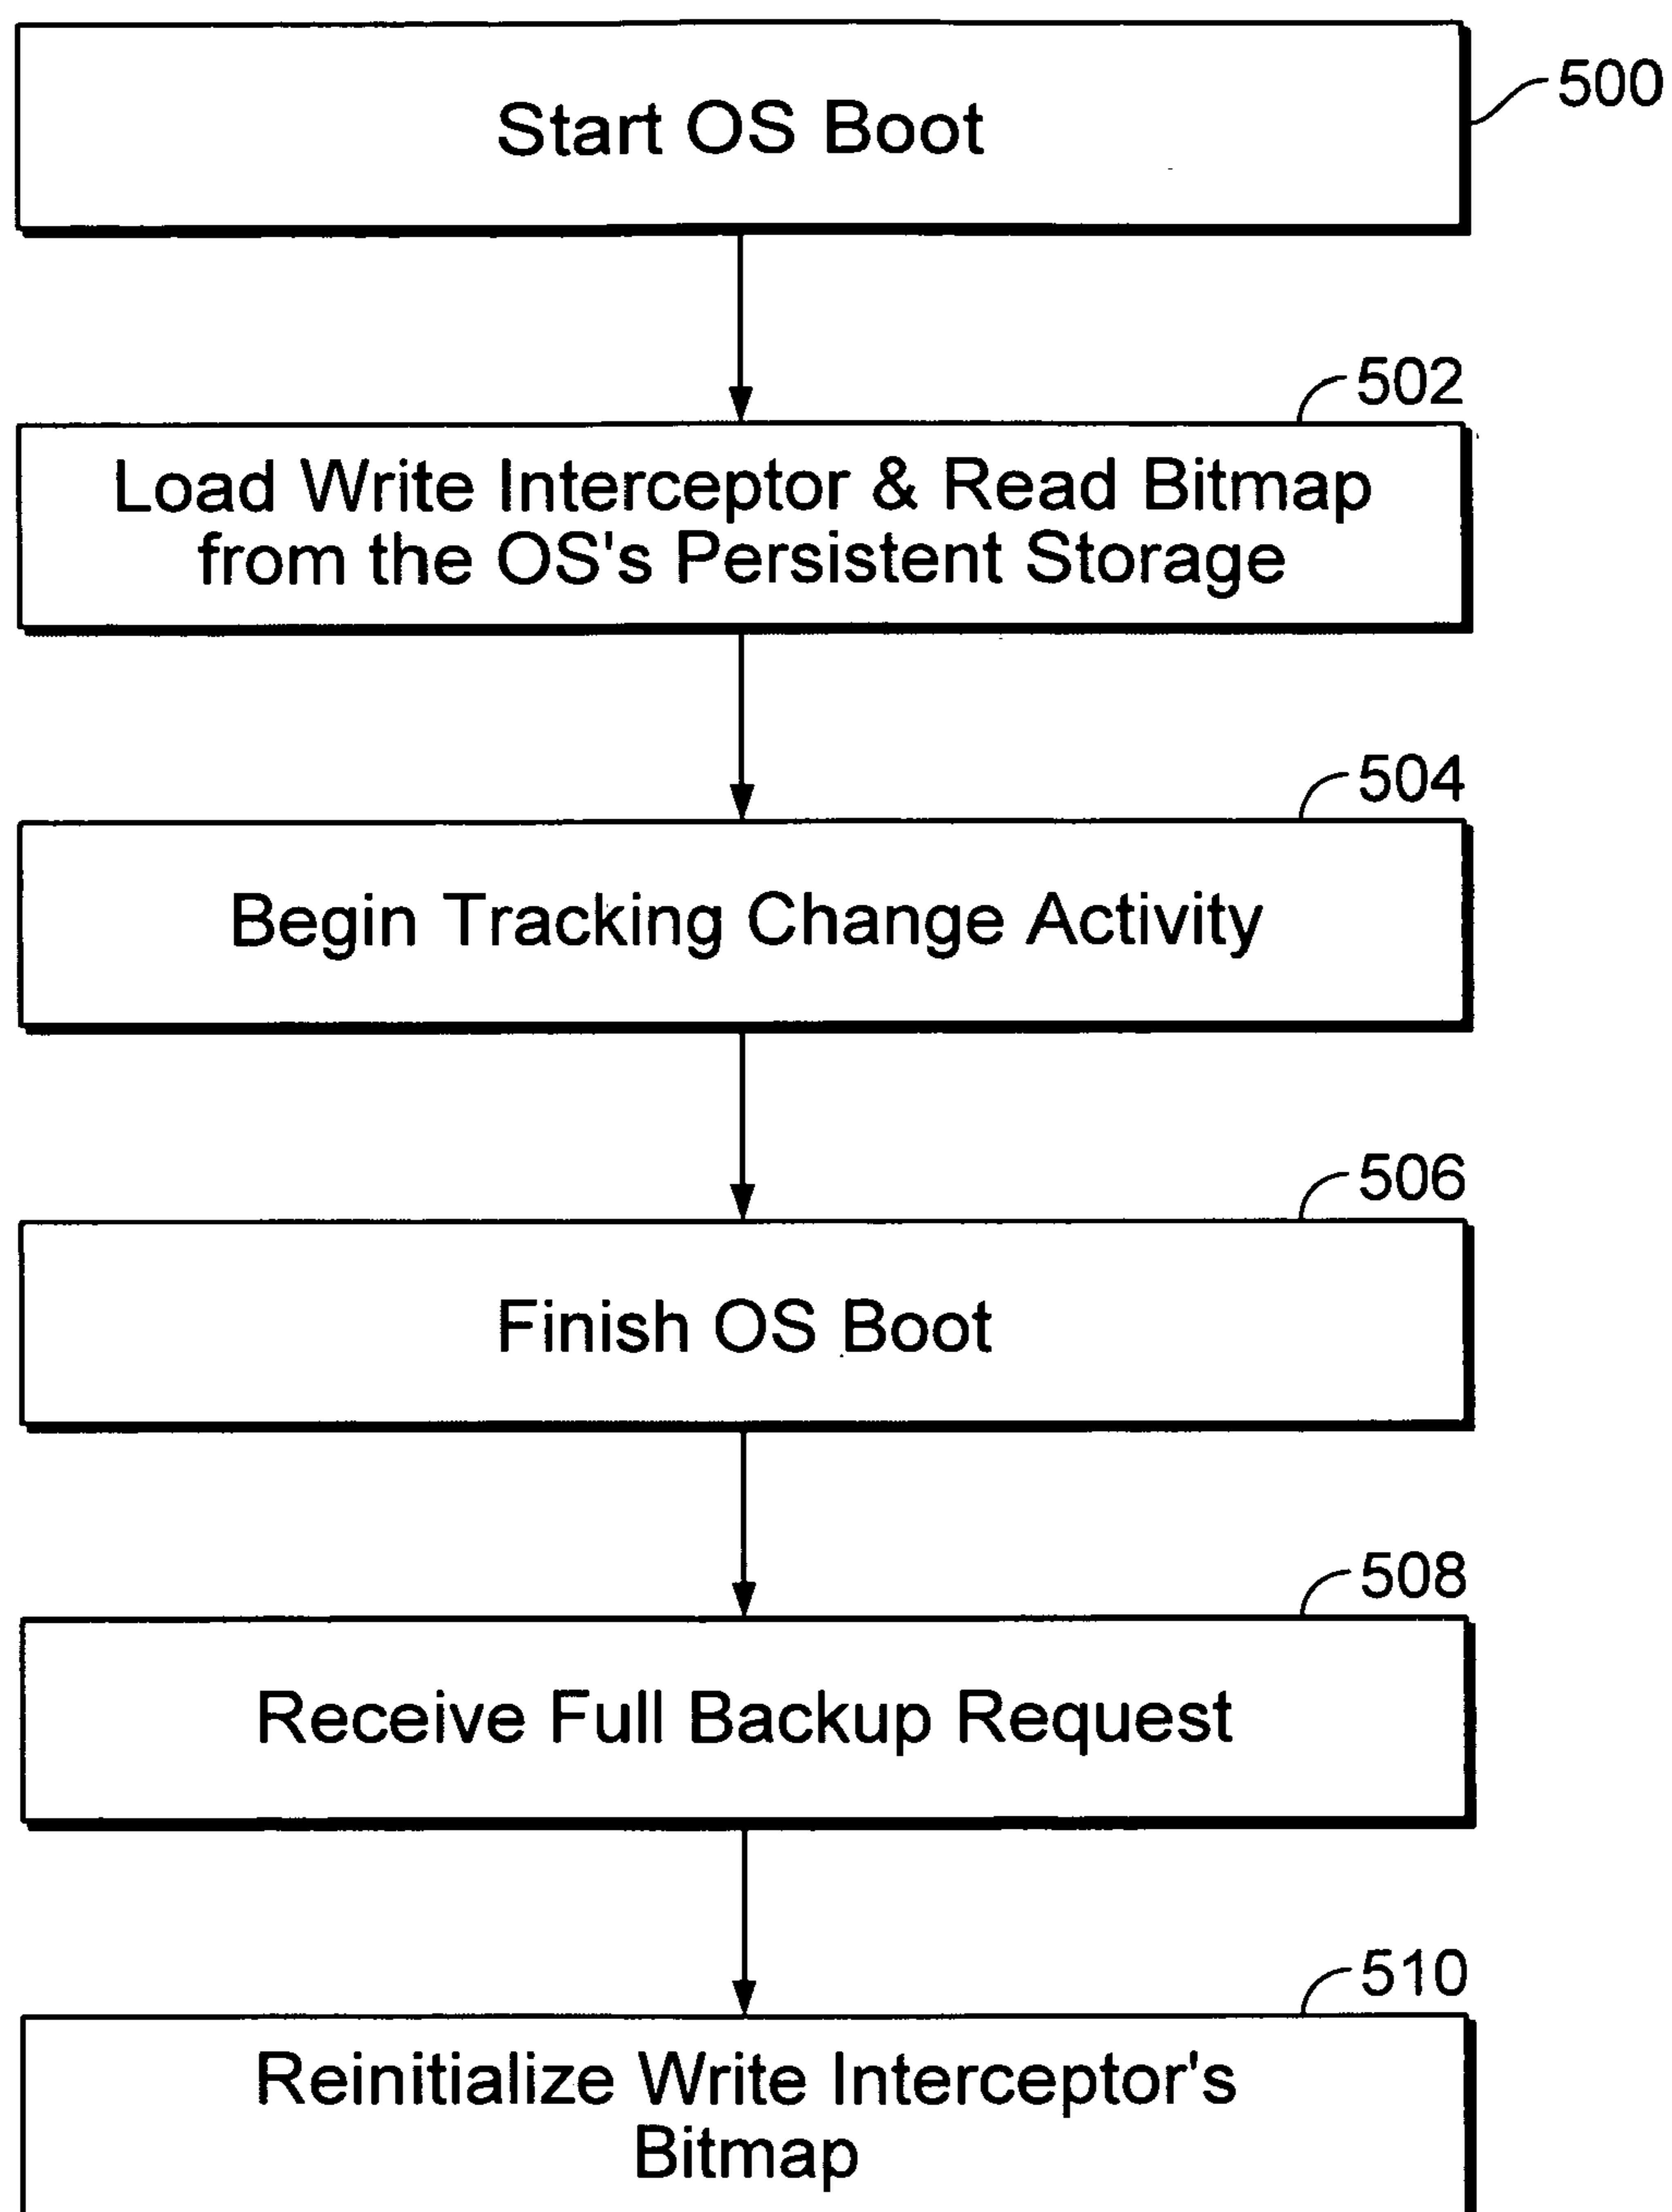 Start OS Boot
500
502
Load Write Interceptor & Read Bitmap
from the OS's Persistent Storage
504
Begin Tracking Change Activity
506
Finish OS Boot
508
Receive Full Backup Request
510
Reinitialize Write Interceptor's
Bitmap